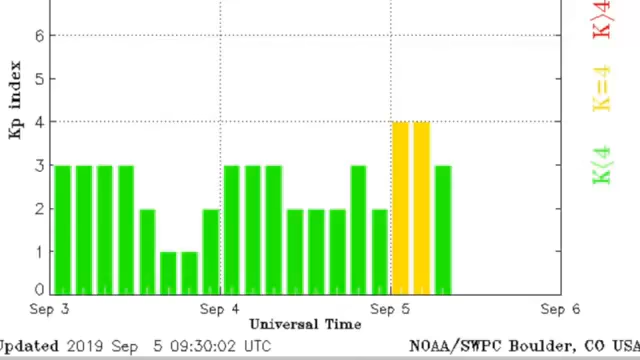 6
5
4
3
2
1
0
Kp index
Sep 3 Sep 4 Sep 5 Sep 6
Universal Time
Updated 2019 Sep 5 09:30:02 UTC
NOAA/SWPC Boulder, CO USA
K>4
K=4
K<4